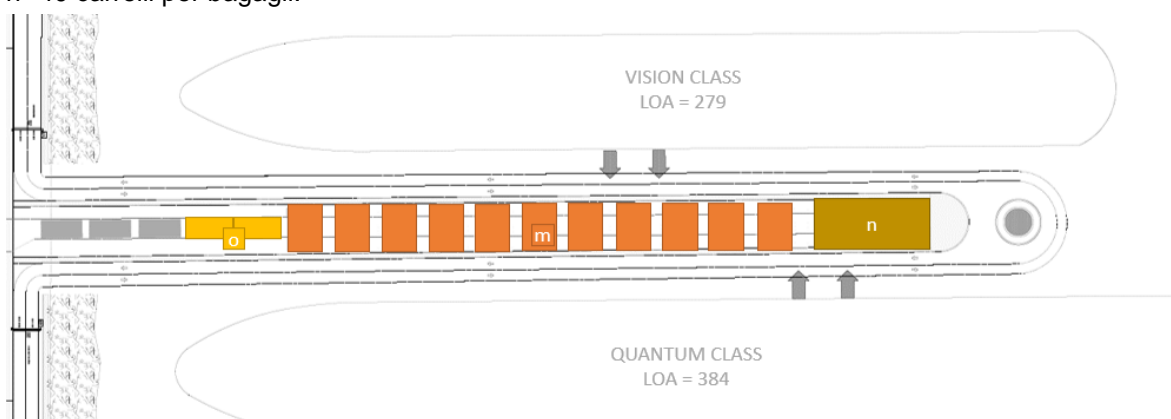 VISION CLASS
LOA = 279
o
m
n
QUANTUM CLASS
LOA = 384